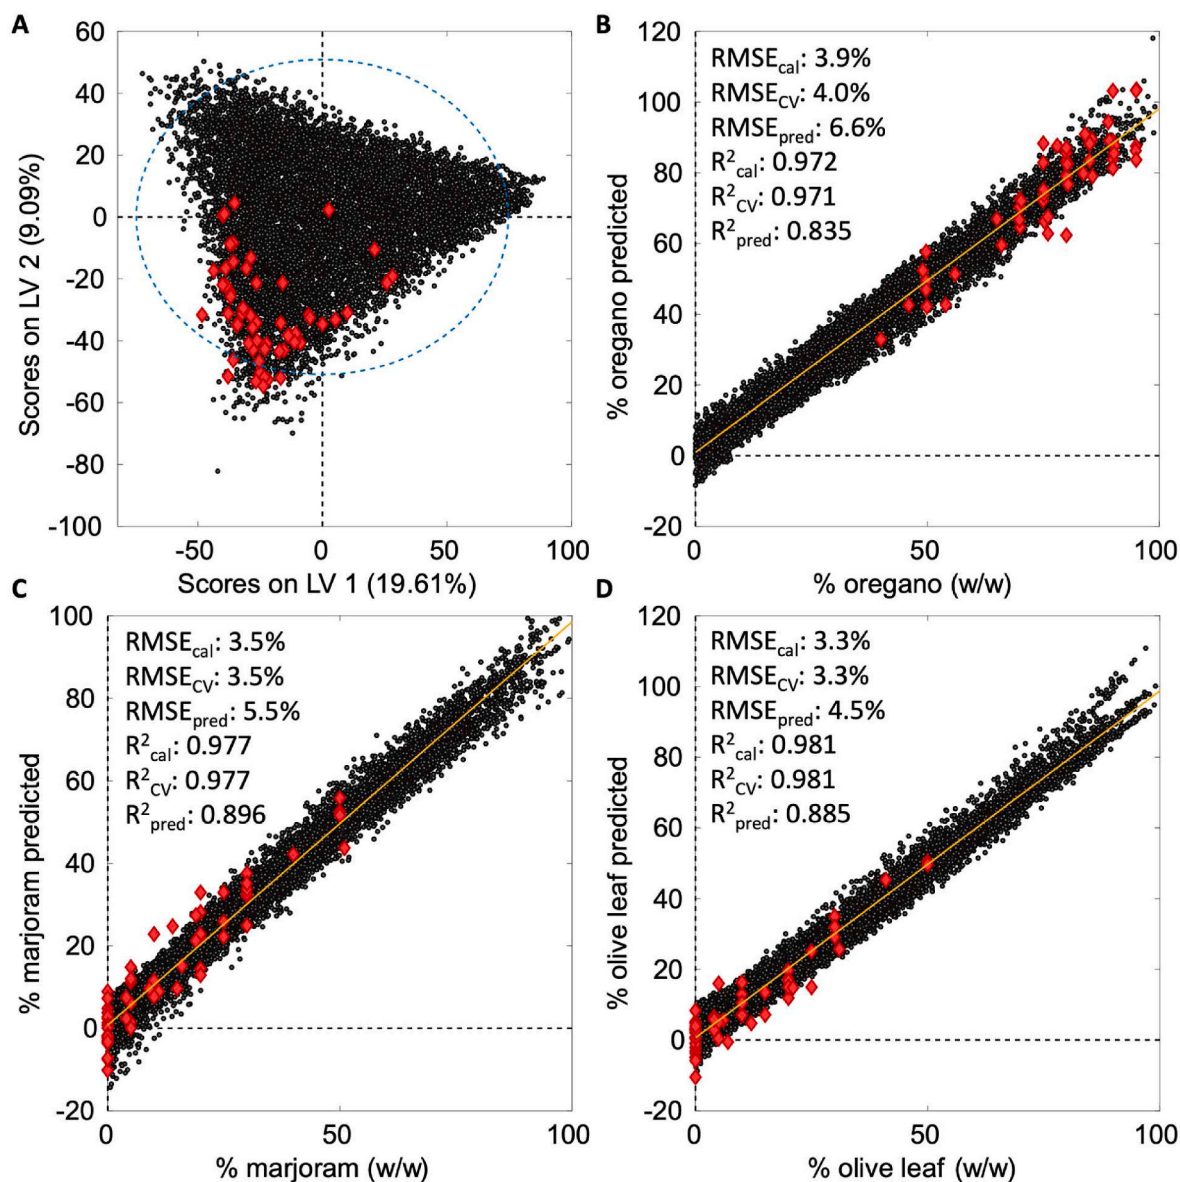 A
60
40
20
0
-20
-40
-60
-80
-100
-50
0
50
100
Scores on LV 2 (9.09%)
Scores on LV 1 (19.61%)
B
120
100
80
60
40
20
0
-20
0
50
100
% oregano predicted
% oregano (w/w)
RMSEcal: 3.9%
RMSECV: 4.0%
RMSEpred: 6.6%
R²cal: 0.972
R²CV: 0.971
R²pred: 0.835
C
100
80
60
40
20
0
-20
0
50
100
% marjoram predicted
% marjoram (w/w)
RMSEcal: 3.5%
RMSECV: 3.5%
RMSEpred: 5.5%
R²cal: 0.977
R²CV: 0.977
R²pred: 0.896
D
120
100
80
60
40
20
0
-20
0
50
100
% olive leaf predicted
% olive leaf (w/w)
RMSEcal: 3.3%
RMSECV: 3.3%
RMSEpred: 4.5%
R²cal: 0.981
R²CV: 0.981
R²pred: 0.885